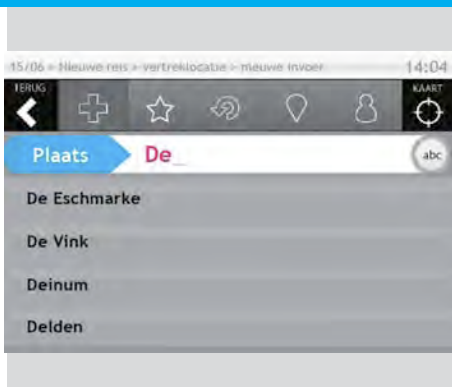 15/06 > Nieuwe reis > vertreklocatie > nieuwe invoer 14:04
TERUG KAART
Plaats De_ abc
De Eschmarke
De Vink
Deinum
Delden